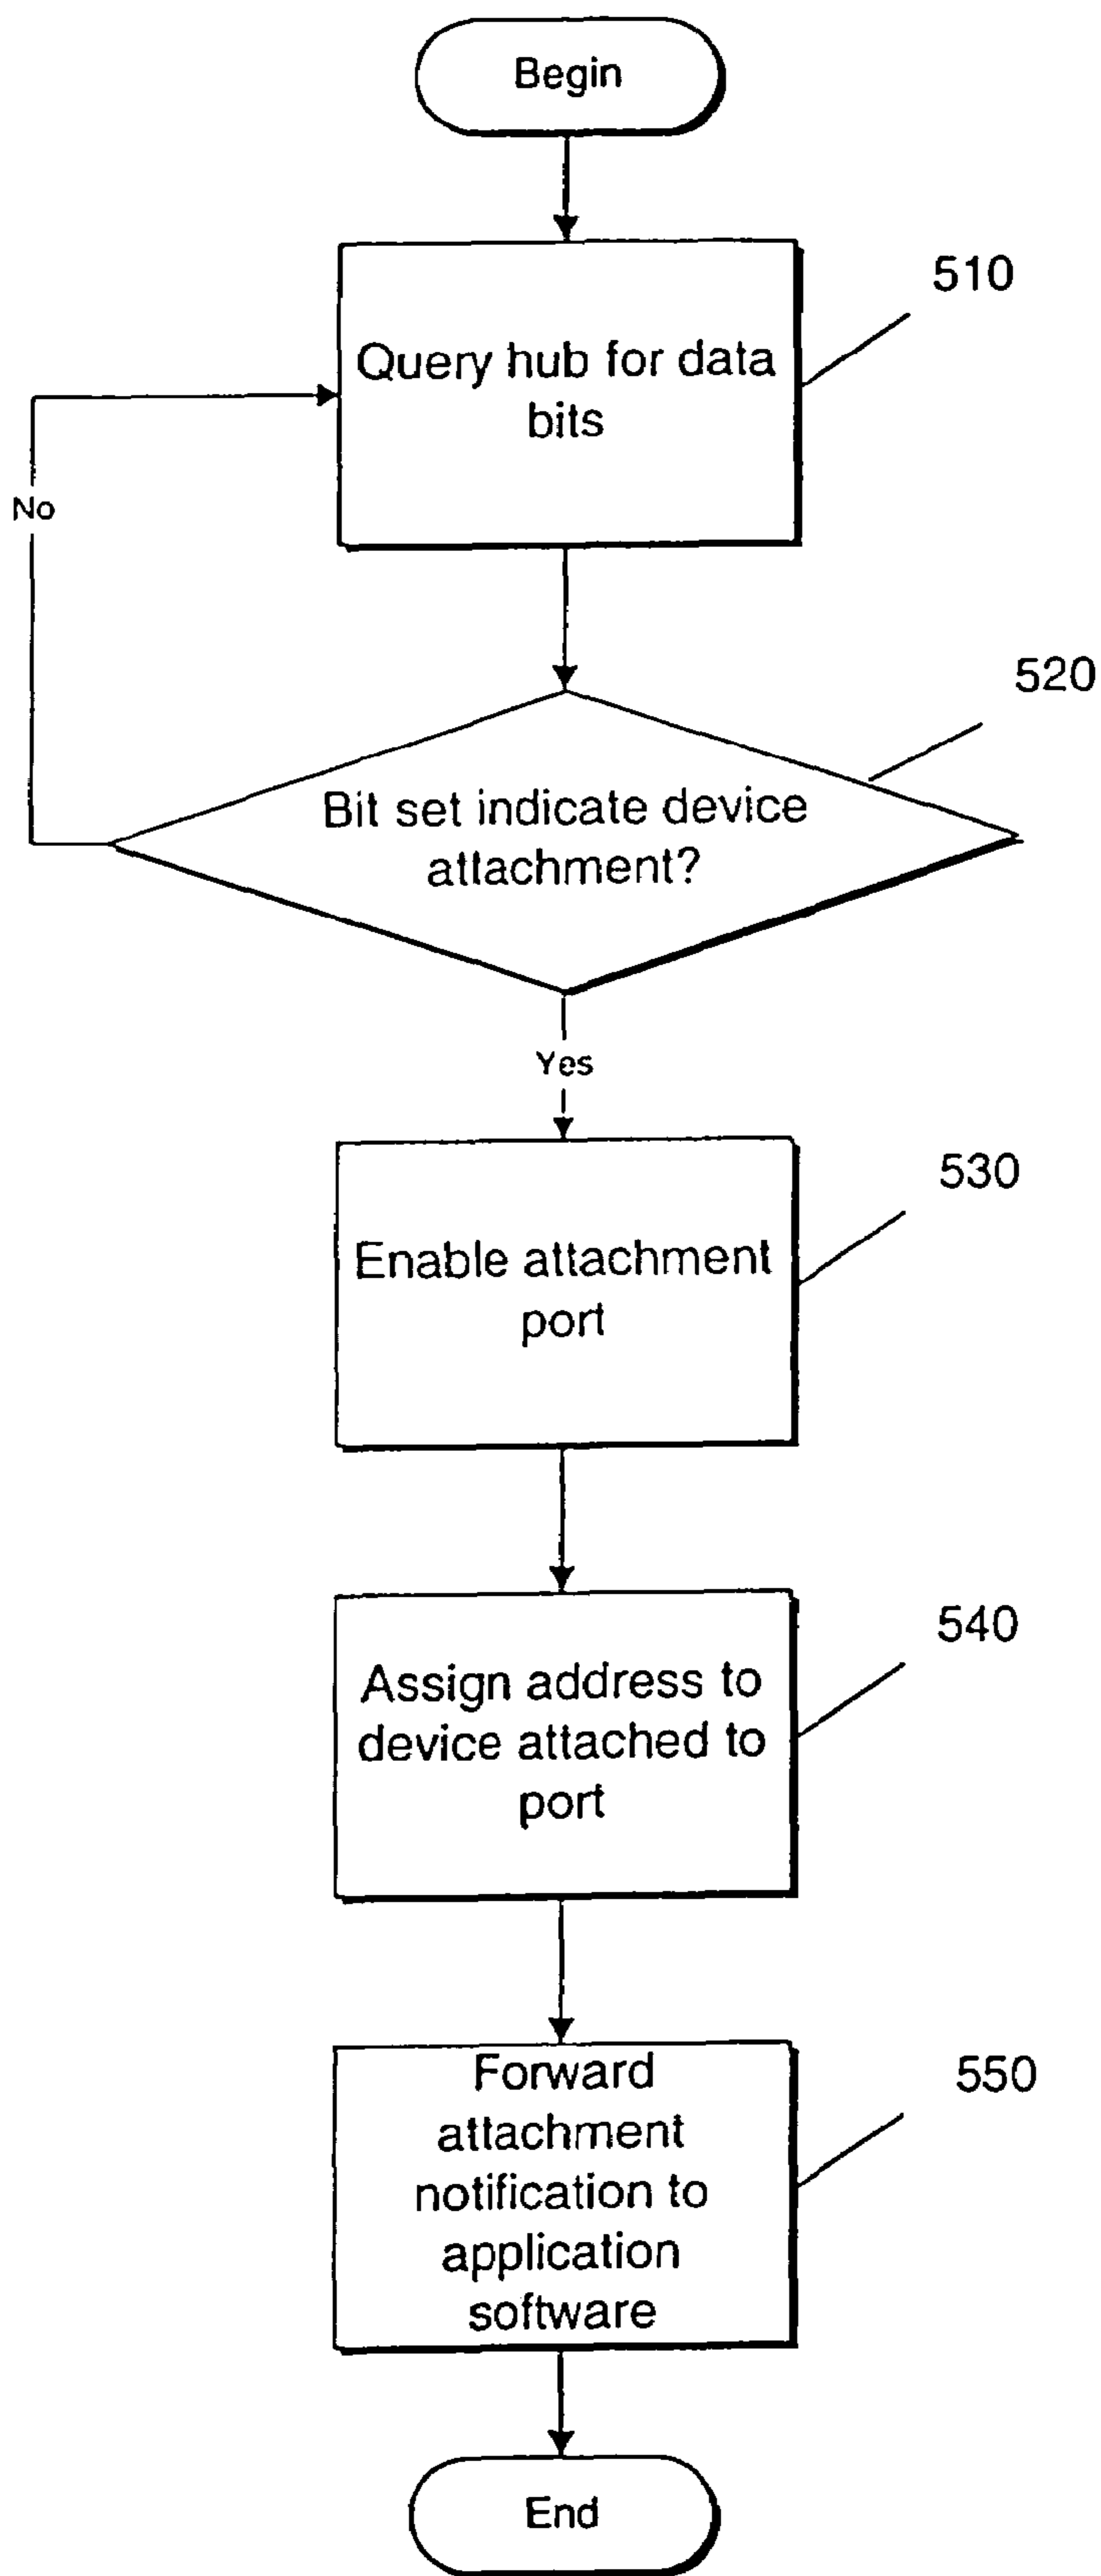 Begin
510
Query hub for data
bits
No
520
Bit set indicate device
attachment?
Yes
530
Enable attachment
port
540
Assign address to
device attached to
port
550
Forward
attachment
notification to
application
software
End